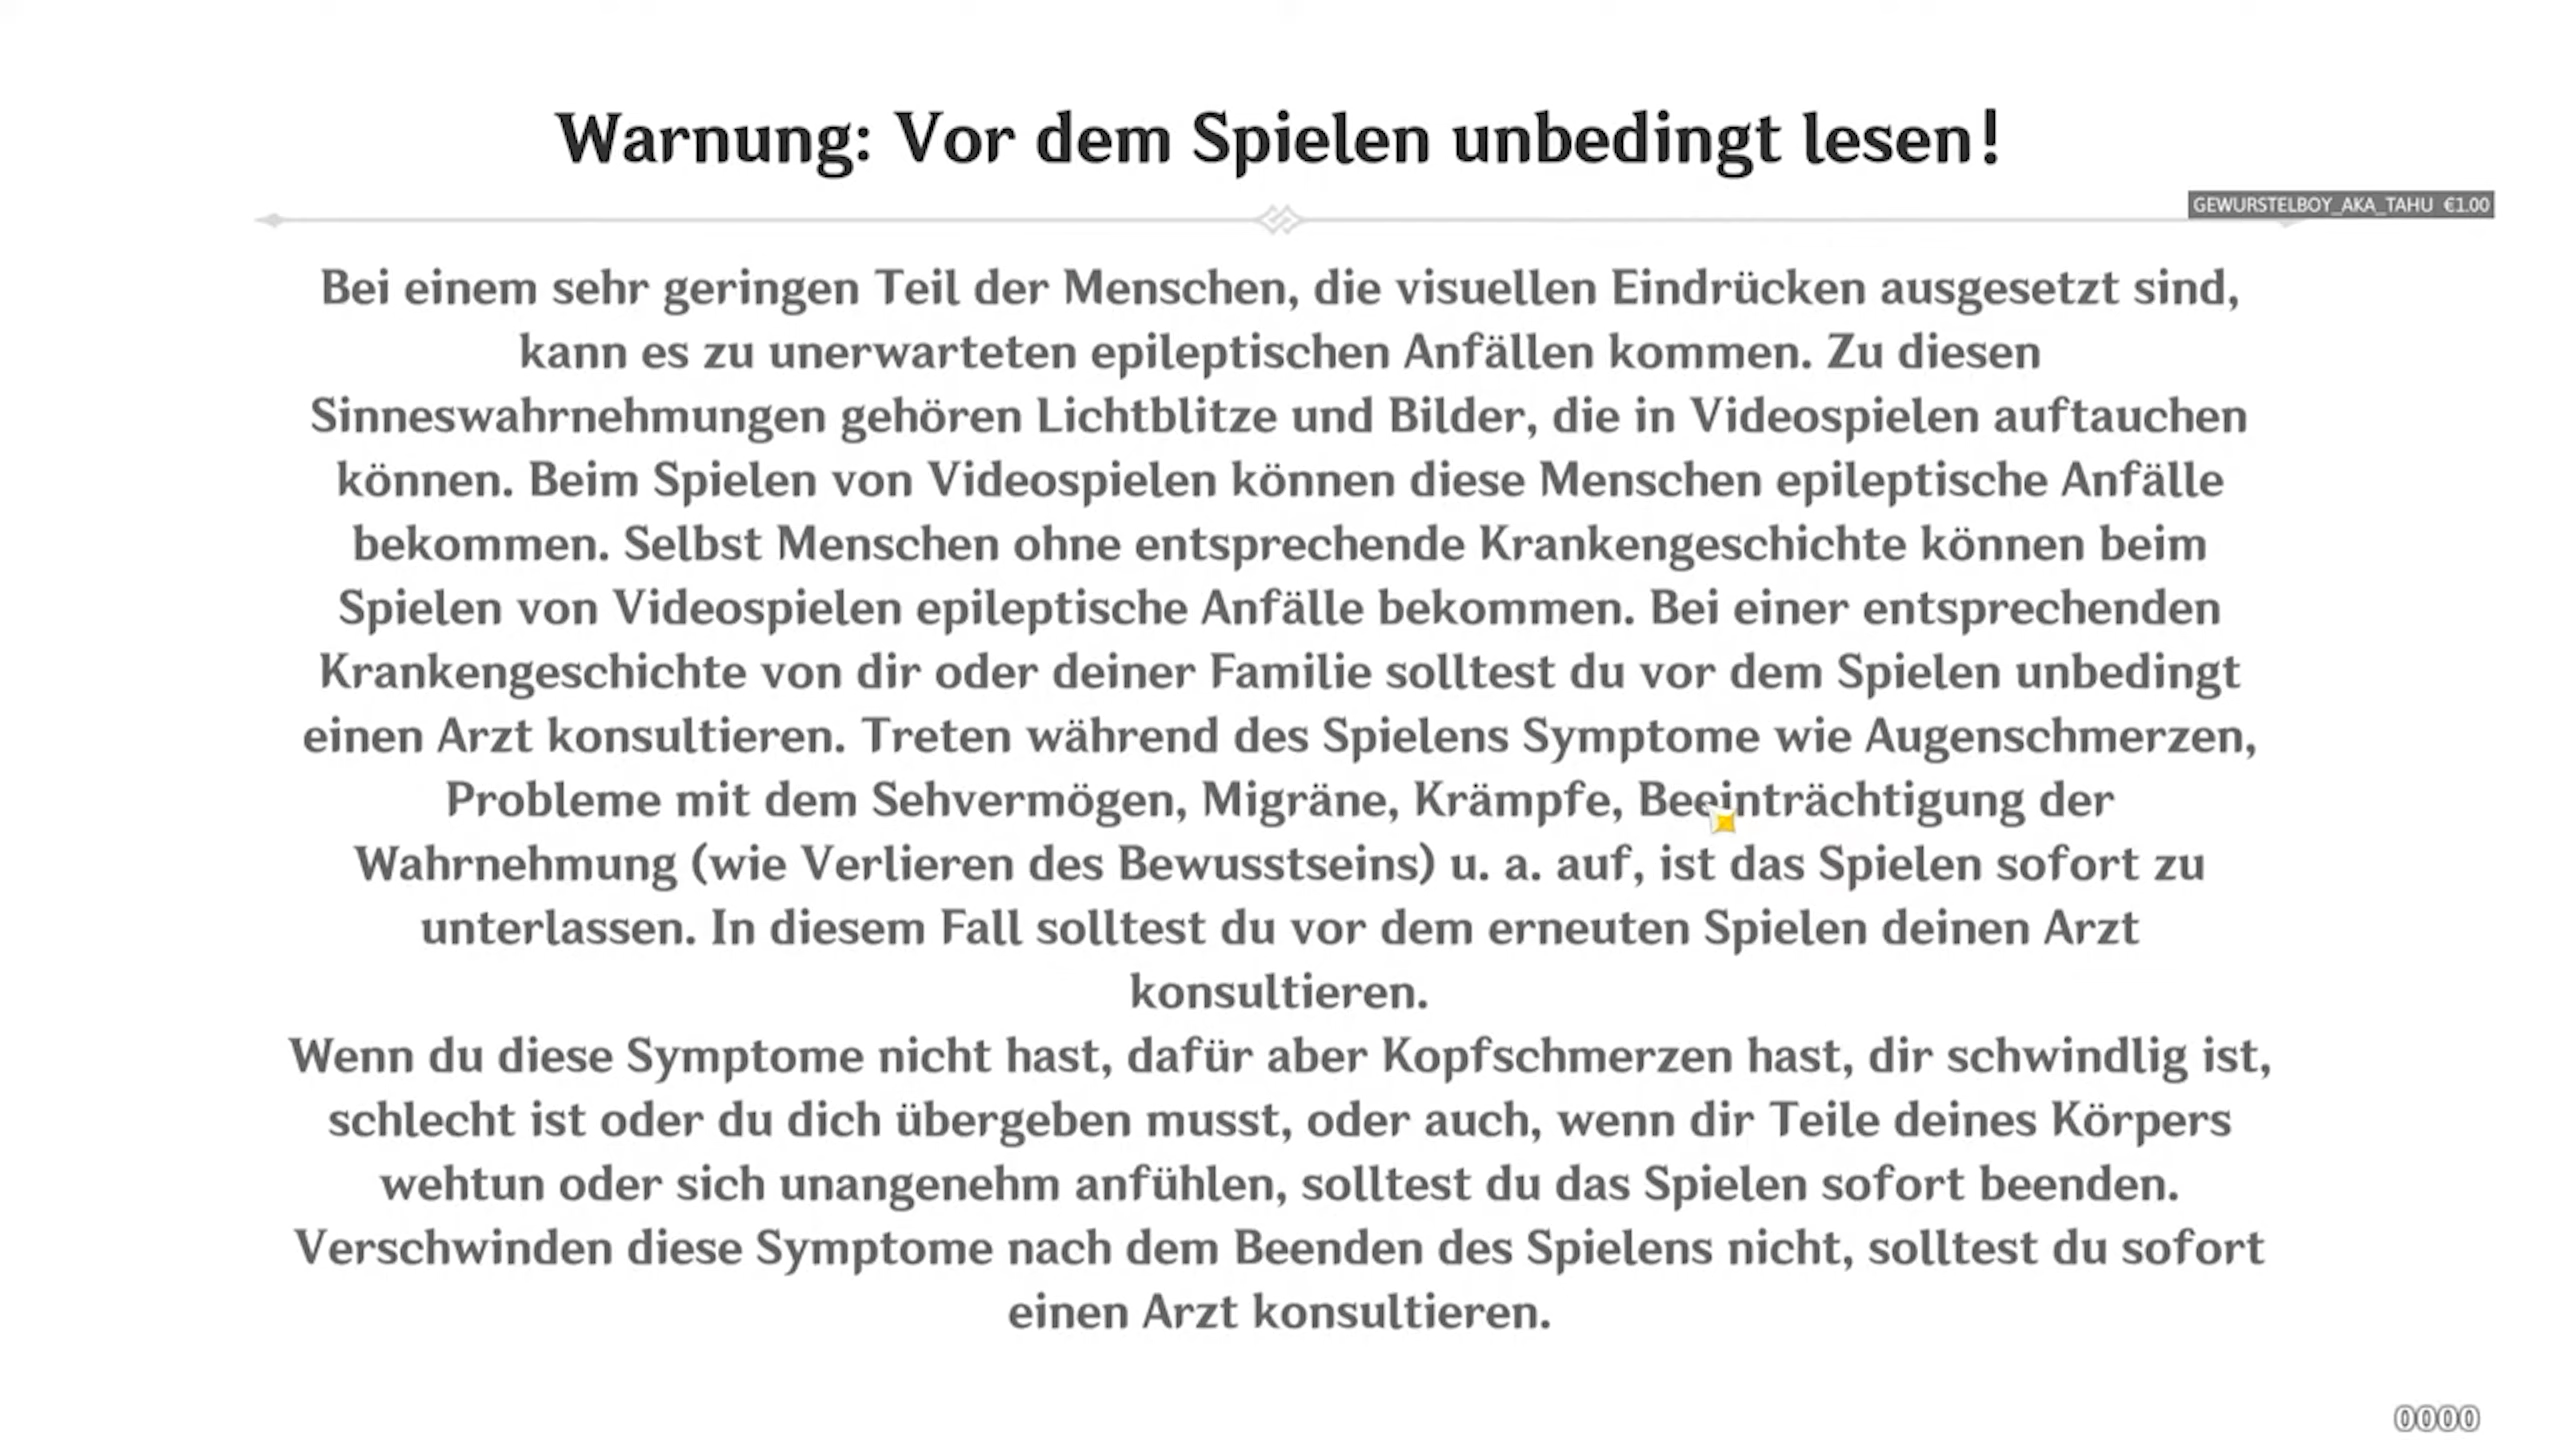 Warnung: Vor dem Spielen unbedingt lesen!
GEWURSTELBOY_AKA_TAHU €1.00
Bei einem sehr geringen Teil der Menschen, die visuellen Eindrücken ausgesetzt sind,
kann es zu unerwarteten epileptischen Anfällen kommen. Zu diesen
Sinneswahrnehmungen gehören Lichtblitze und Bilder, die in Videospielen auftauchen
können. Beim Spielen von Videospielen können diese Menschen epileptische Anfälle
bekommen. Selbst Menschen ohne entsprechende Krankengeschichte können beim
Spielen von Videospielen epileptische Anfälle bekommen. Bei einer entsprechenden
Krankengeschichte von dir oder deiner Familie solltest du vor dem Spielen unbedingt
einen Arzt konsultieren. Treten während des Spielens Symptome wie Augenschmerzen,
Probleme mit dem Sehvermögen, Migräne, Krämpfe, Beeinträchtigung der
Wahrnehmung (wie Verlieren des Bewusstseins) u. a. auf, ist das Spielen sofort zu
unterlassen. In diesem Fall solltest du vor dem erneuten Spielen deinen Arzt
konsultieren.
Wenn du diese Symptome nicht hast, dafür aber Kopfschmerzen hast, dir schwindlig ist,
schlecht ist oder du dich übergeben musst, oder auch, wenn dir Teile deines Körpers
wehtun oder sich unangenehm anfühlen, solltest du das Spielen sofort beenden.
Verschwinden diese Symptome nach dem Beenden des Spielens nicht, solltest du sofort
einen Arzt konsultieren.
0000